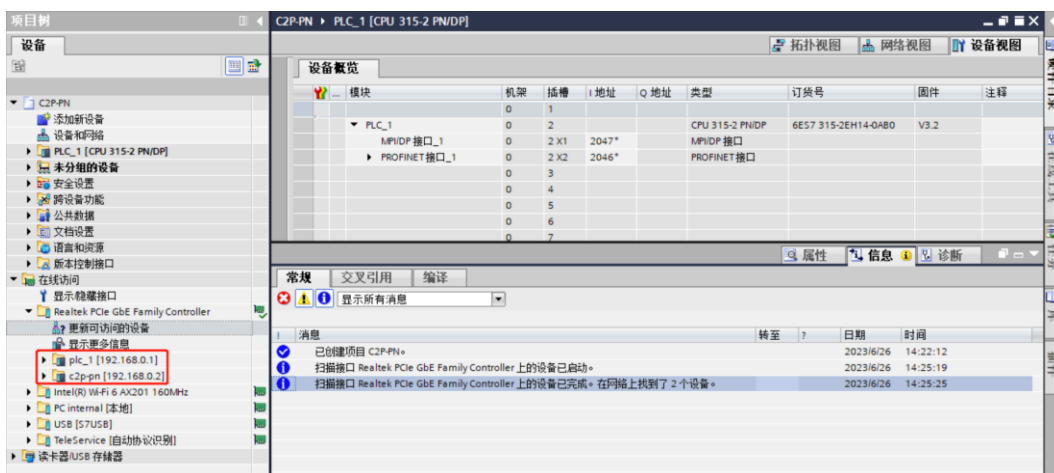 项目树
设备
C2P-PN
添加新设备
设备和网络
PLC_1 [CPU 315-2 PN/DP]
未分组的设备
安全设置
跨设备功能
公共数据
文档设置
语言和资源
版本控制接口
在线访问
显示/隐藏接口
Realtek PCIe GbE Family Controller
更新可访问的设备
显示更多信息
plc_1 [192.168.0.1]
c2p-pn [192.168.0.2]
Intel(R) Wi-Fi 6 AX201 160MHz
PC internal [本地]
USB [S7USB]
TeleService [自动协议识别]
读卡器/USB 存储器
C2P-PN ▸ PLC_1 [CPU 315-2 PN/DP]
拓扑视图 网络视图 设备视图
设备概览
... 模块 机架 插槽 I 地址 Q 地址 类型 订货号 固件 注释
0 1
PLC_1 0 2 CPU 315-2 PN/DP 6ES7 315-2EH14-0AB0 V3.2
MPI/DP 接口_1 0 2 X1 2047* MPI/DP 接口
PROFINET接口_1 0 2 X2 2046* PROFINET接口
0 3
0 4
0 5
0 6
0 7
属性 信息 诊断
常规 交叉引用 编译
显示所有消息
! 消息 转至 ? 日期 时间
已创建项目 C2P-PN。 2023/6/26 14:22:12
扫描接口 Realtek PCIe GbE Family Controller 上的设备已启动。 2023/6/26 14:25:19
扫描接口 Realtek PCIe GbE Family Controller 上的设备已完成。在网络上找到了 2 个设备。 2023/6/26 14:25:25